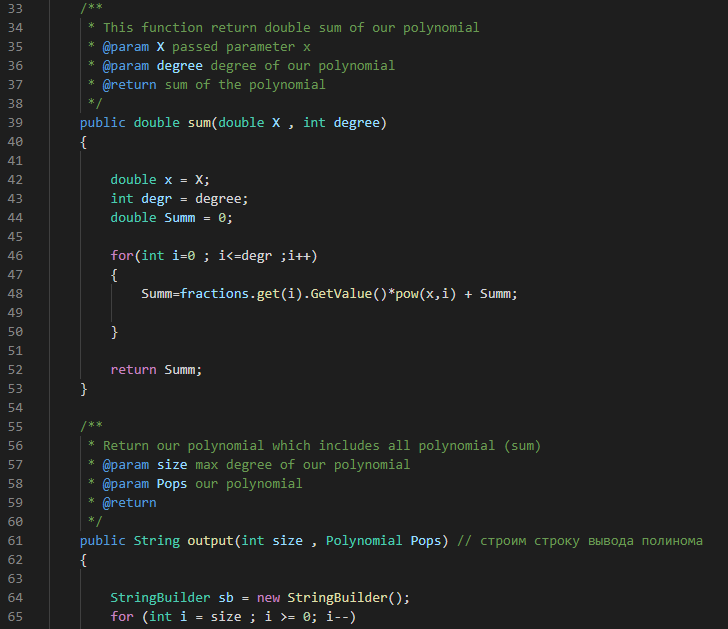 33    /**
34     * This function return double sum of our polynomial
35     * @param X passed parameter x
36     * @param degree degree of our polynomial
37     * @return sum of the polynomial
38     */
39    public double sum(double X , int degree)
40    {
41
42        double x = X;
43        int degr = degree;
44        double Summ = 0;
45
46        for(int i=0 ; i<=degr ;i++)
47        {
48            Summ=fractions.get(i).GetValue()*pow(x,i) + Summ;
49
50        }
51
52        return Summ;
53    }
54
55    /**
56     * Return our polynomial which includes all polynomial (sum)
57     * @param size max degree of our polynomial
58     * @param Pops our polynomial
59     * @return
60     */
61    public String output(int size , Polynomial Pops) // строим строку вывода полинома
62    {
63
64        StringBuilder sb = new StringBuilder();
65        for (int i = size ; i >= 0; i--)